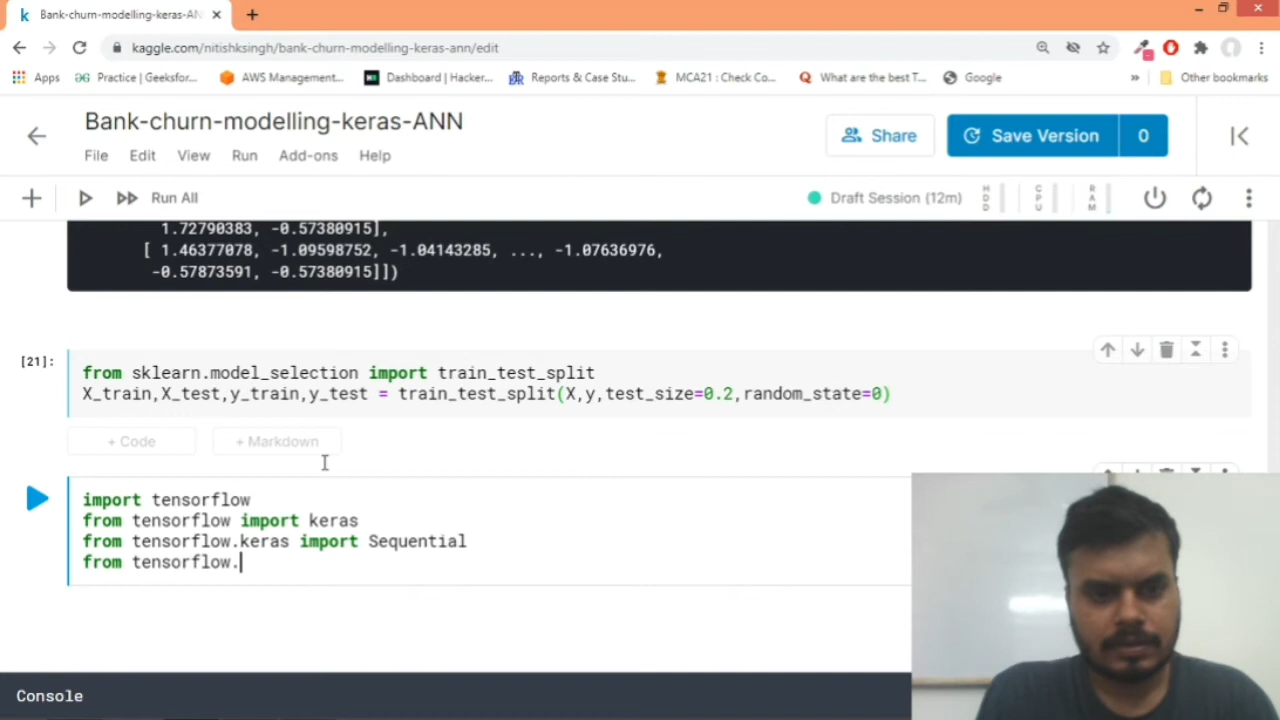 Bank-churn-modelling-keras-AN
kaggle.com/nitishksingh/bank-churn-modelling-keras-ann/edit
Apps Practice | Geeksfor... AWS Management... Dashboard | Hacker... Reports & Case Stu... MCA21 : Check Co... What are the best T... Google » Other bookmarks
Bank-churn-modelling-keras-ANN
Share Save Version 0
File Edit View Run Add-ons Help
Run All Draft Session (12m) HDD CPU RAM
1.72790383, -0.57380915],
[ 1.46377078, -1.09598752, -1.04143285, ..., -1.07636976,
-0.57873591, -0.57380915]])
[21]:
from sklearn.model_selection import train_test_split
X_train,X_test,y_train,y_test = train_test_split(X,y,test_size=0.2,random_state=0)
+ Code + Markdown
import tensorflow
from tensorflow import keras
from tensorflow.keras import Sequential
from tensorflow.
Console